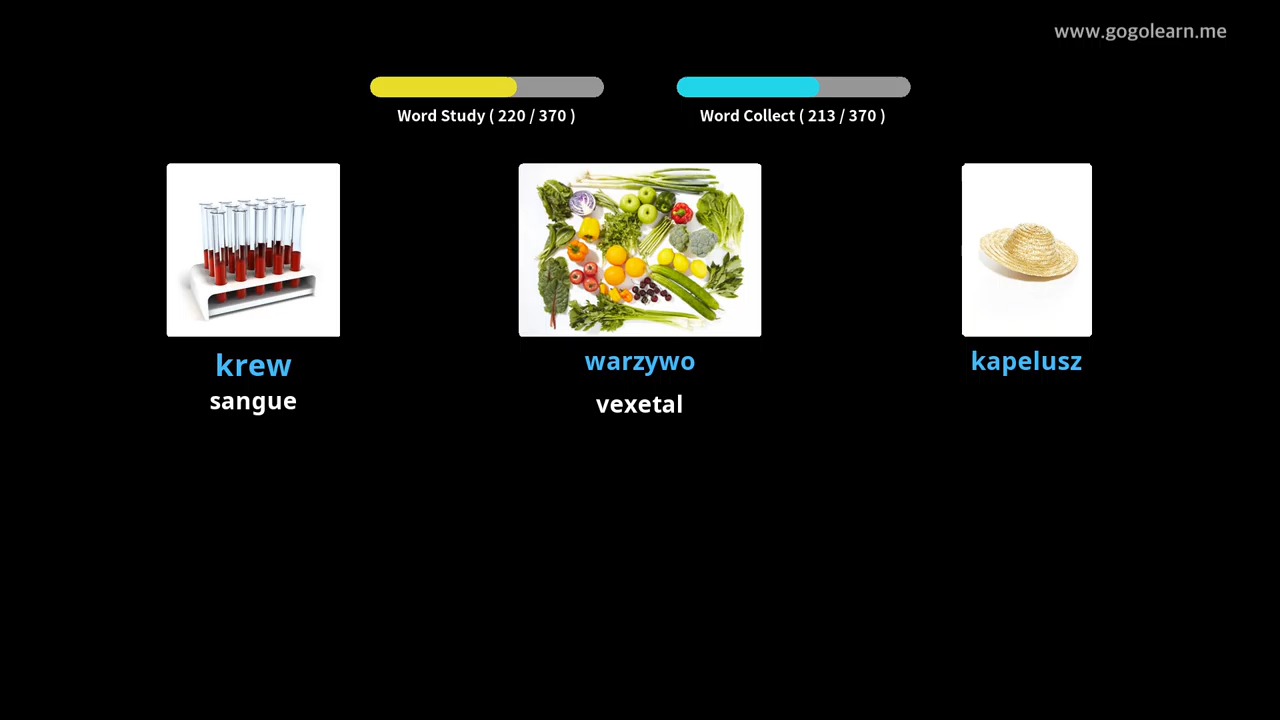 www.gogolearn.me
Word Study ( 220 / 370 )
Word Collect ( 213 / 370 )
krew
sangue
warzywo
vexetal
kapelusz